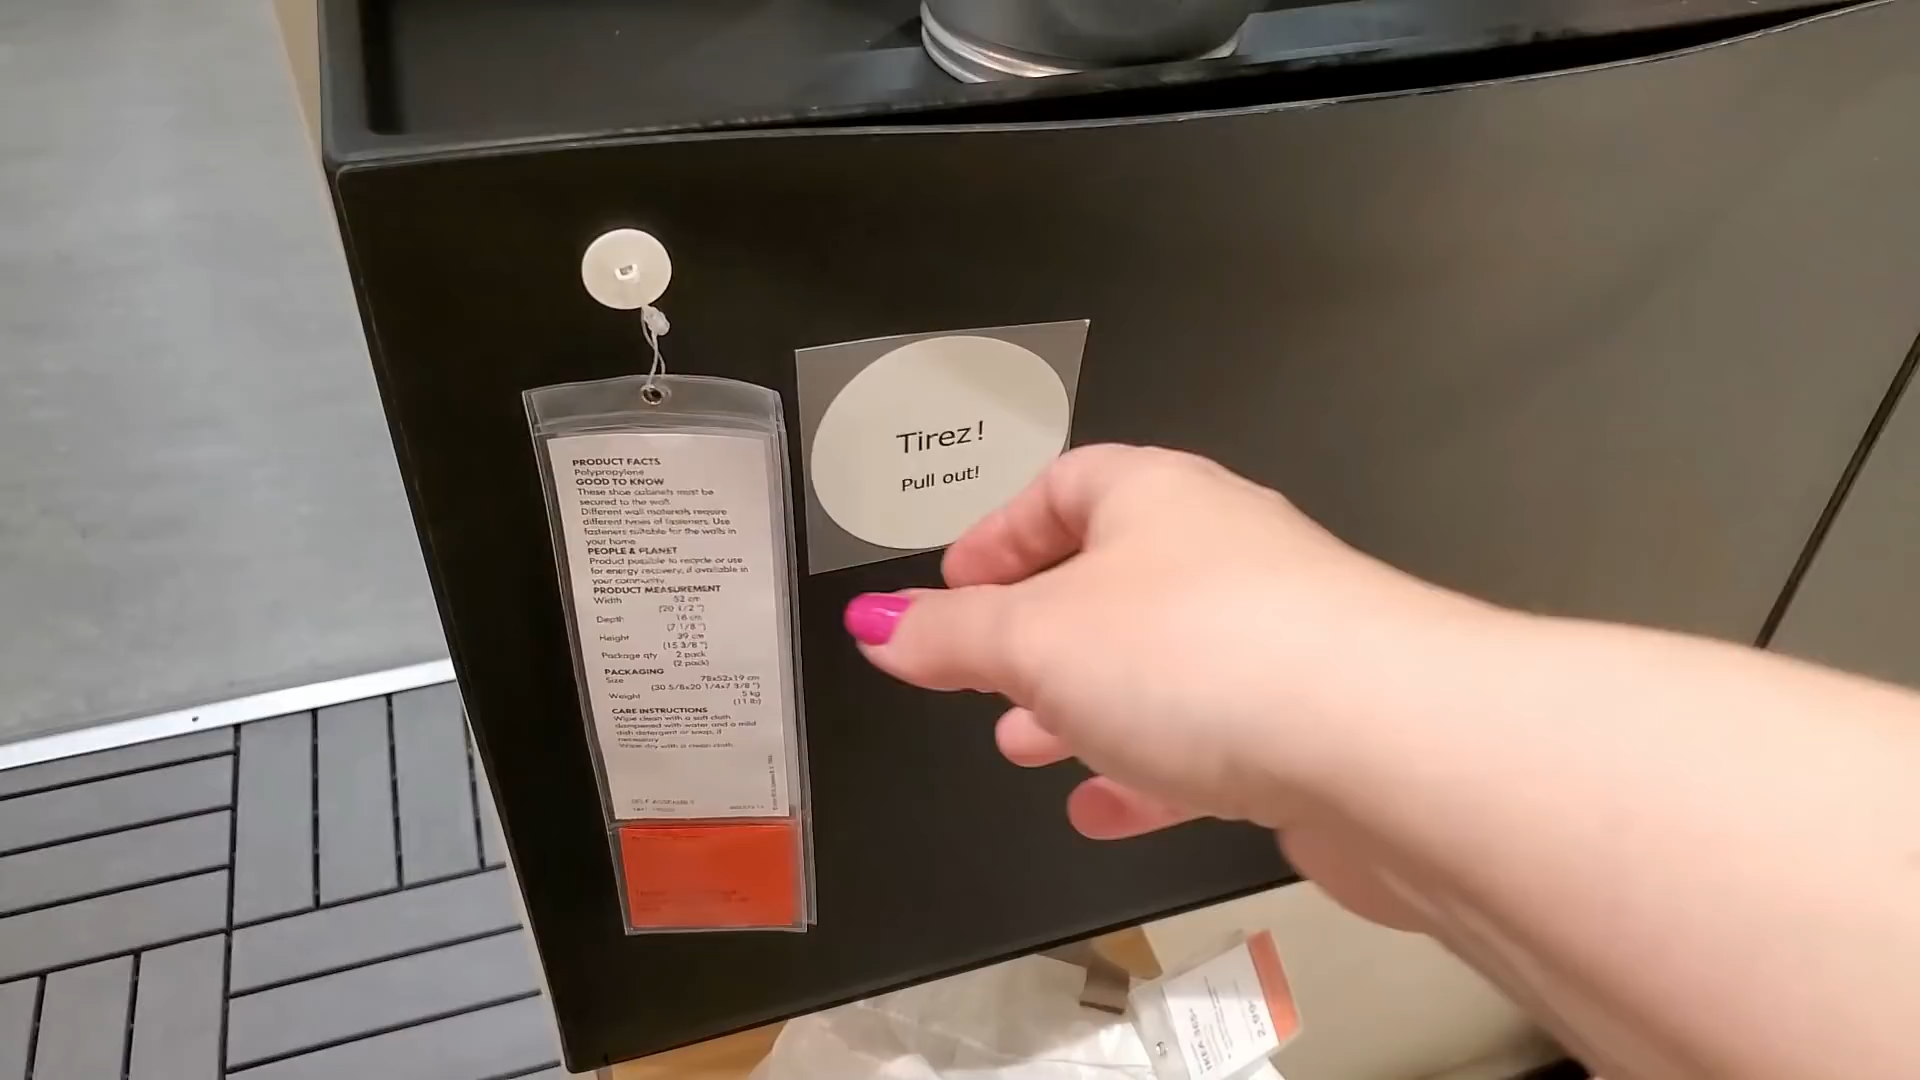 PRODUCT FACTS
Polypropylene
GOOD TO KNOW
These shoe cabinets must be
secured to the wall.
Different wall materials require
different types of fasteners. Use
fasteners suitable for the walls in
your home.
PEOPLE & PLANET
Product possible to recycle or use
for energy recovery, if available in
your community.
PRODUCT MEASUREMENT
Width 52 cm
(20 1/2 ")
Depth 18 cm
(7 1/8 ")
Height 39 cm
(15 3/8 ")
Package qty 2 pack
(2 pack)
PACKAGING
Size 78x52x19 cm
(30 5/8x20 1/4x7 3/8 ")
Weight 5 kg
(11 lb)
CARE INSTRUCTIONS
Wipe clean with a soft cloth
dampened with water and a mild
dish detergent or soap, if
necessary.
Wipe dry with a clean cloth.
SELF ASSEMBLY
Tirez!
Pull out!
IKEA 365+
2.99